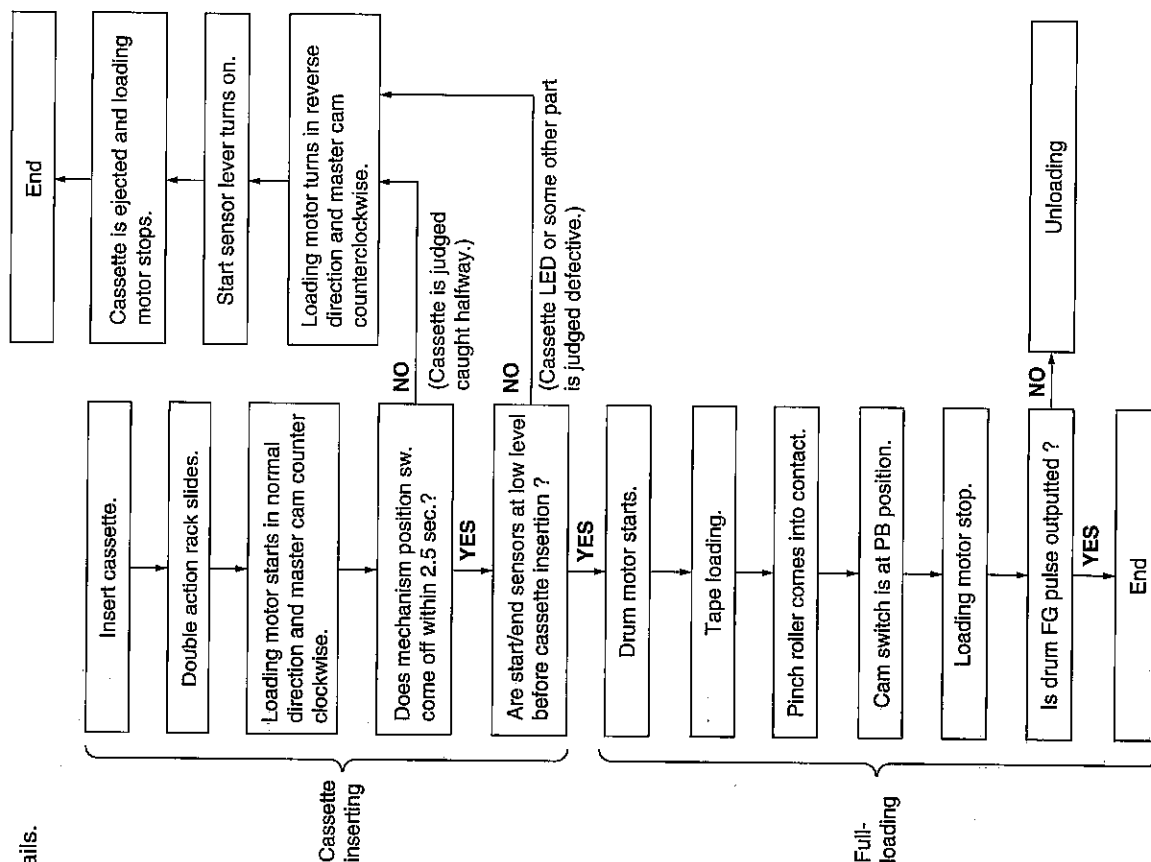 ails.
Cassette
inserting
Insert cassette.
Double action rack slides.
Loading motor starts in normal
direction and master cam counter
clockwise.
Does mechanism position sw.
come off within 2.5 sec.?
NO
(Cassette is judged
caught halfway.)
YES
Are start/end sensors at low level
before cassette insertion ?
NO
(Cassette LED or some other part
is judged defective.)
YES
End
Cassette is ejected and loading
motor stops.
Start sensor lever turns on.
Loading motor turns in reverse
direction and master cam
counterclockwise.
Full-
loading
Drum motor starts.
Tape loading.
Pinch roller comes into contact.
Cam switch is at PB position.
Loading motor stop.
Is drum FG pulse outputted ?
NO
Unloading
YES
End